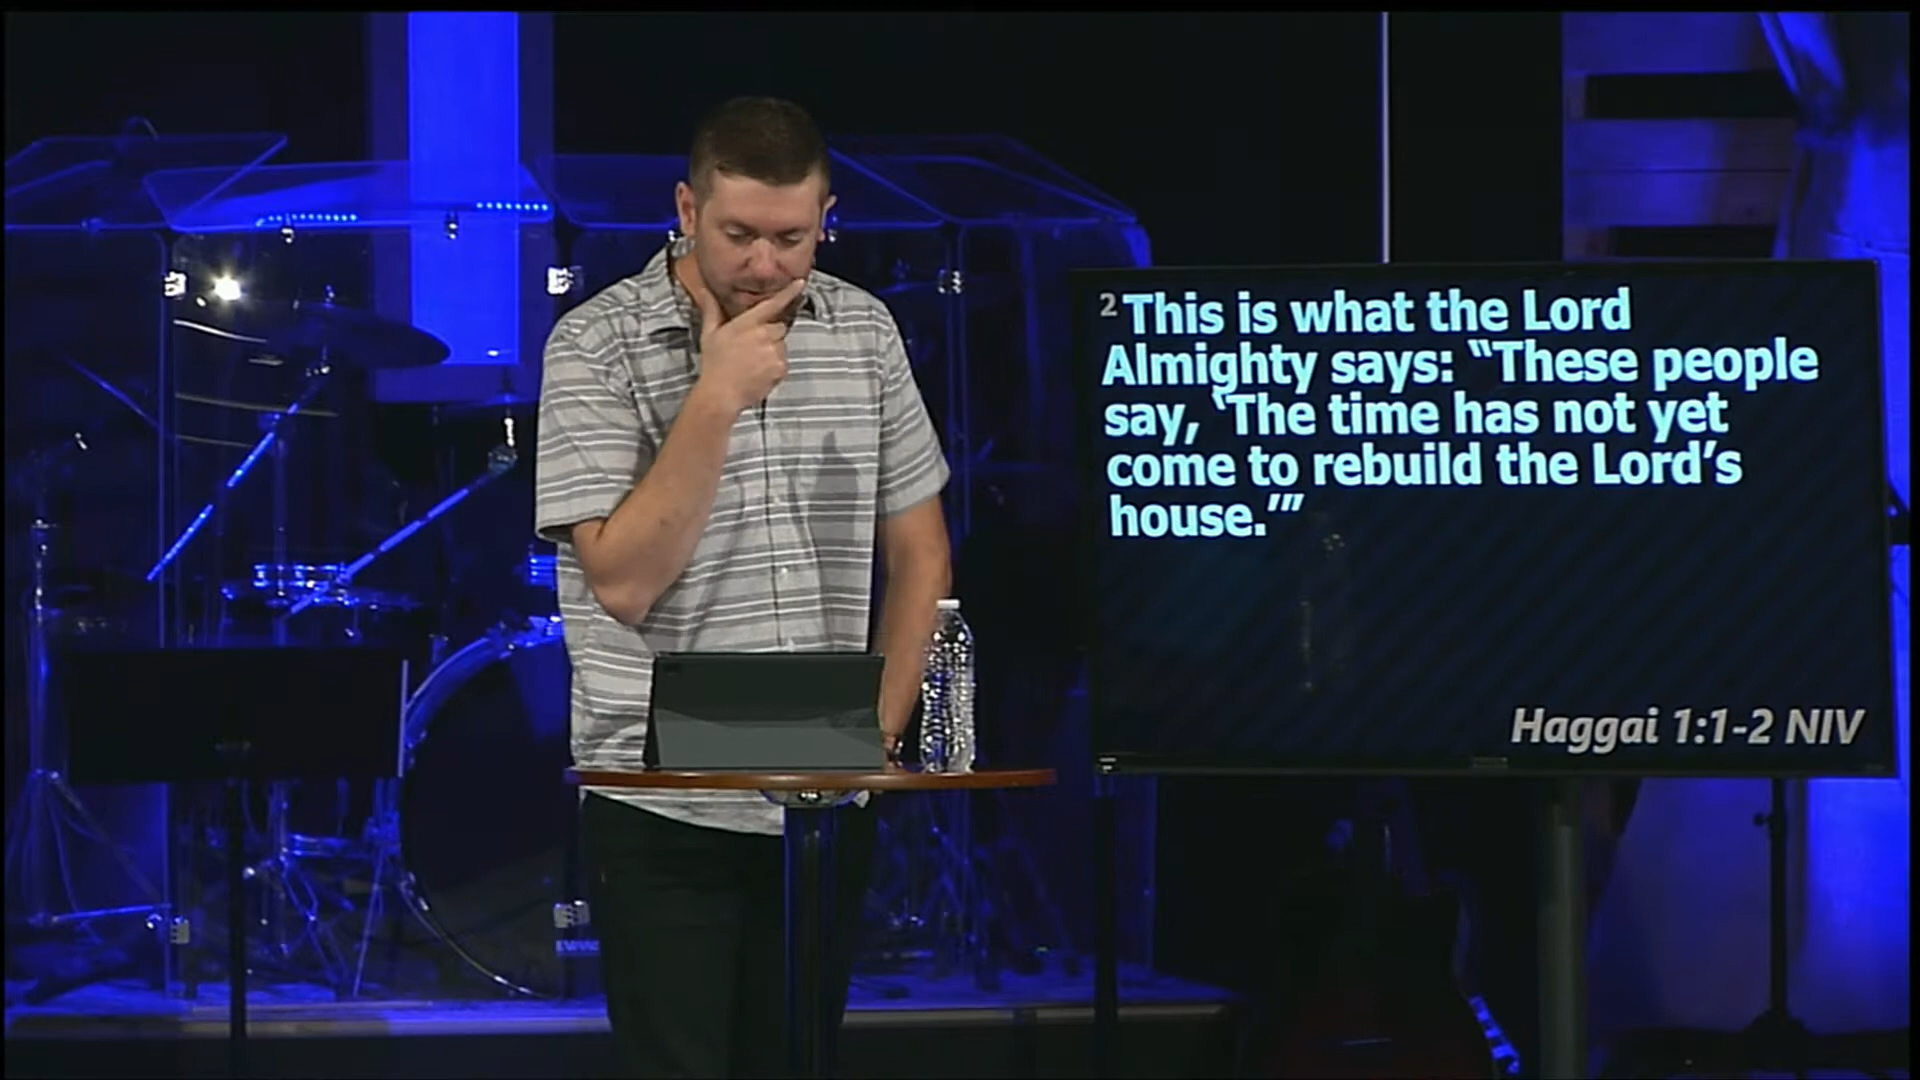 2 This is what the Lord
Almighty says: “These people
say, ‘The time has not yet
come to rebuild the Lord’s
house.’”
Haggai 1:1-2 NIV
EVANS